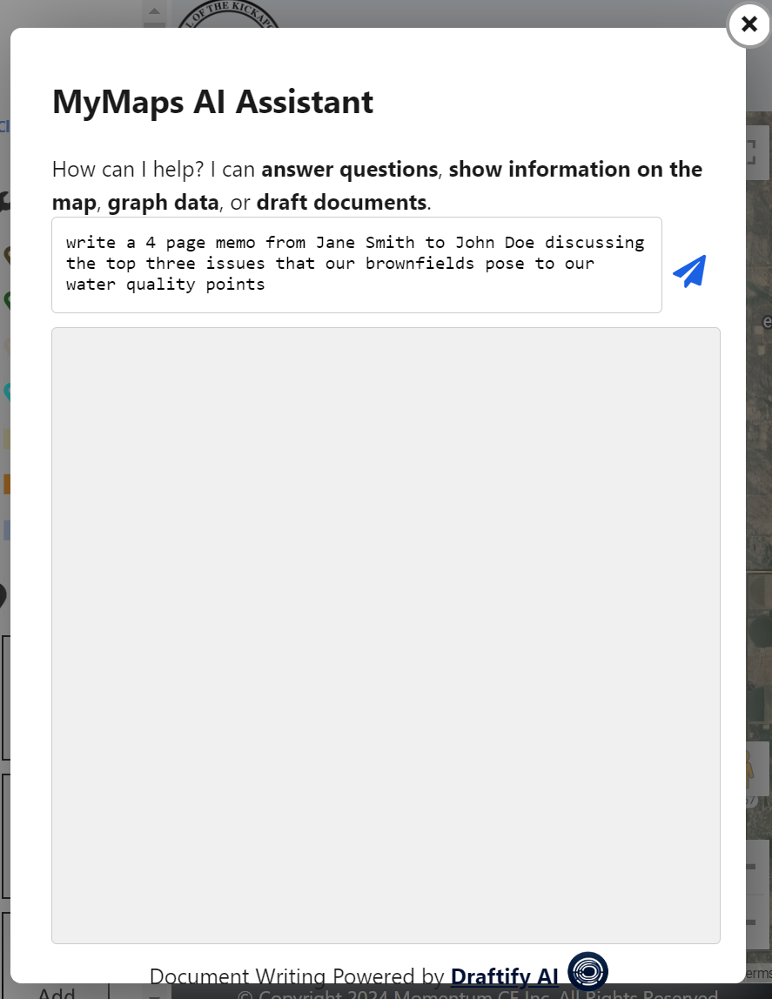 OF THE KICKAPO
MyMaps AI Assistant
How can I help? I can answer questions, show information on the
map, graph data, or draft documents.
write a 4 page memo from Jane Smith to John Doe discussing
the top three issues that our brownfields pose to our
water quality points
Document Writing Powered by Draftify AI
Add
© Copyright 2024 Momentum CE Inc. All Rights Reserved